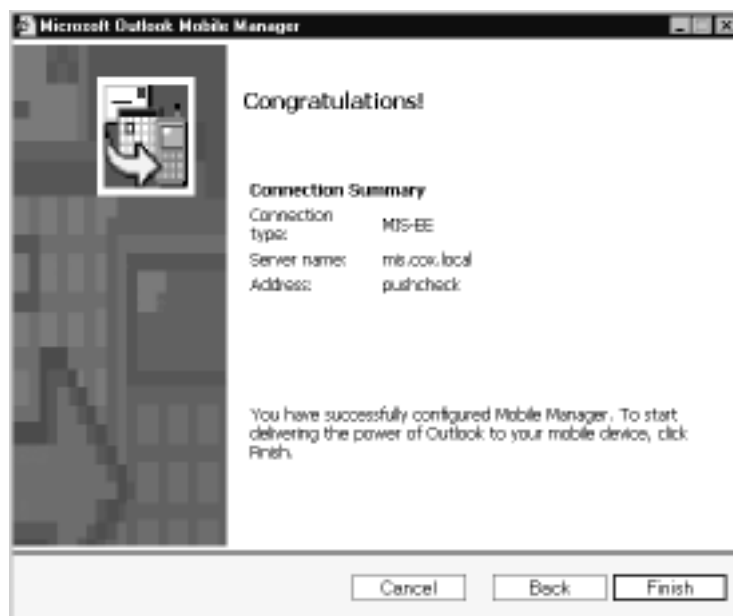 Microsoft Outlook Mobile Manager
Congratulations!
Connection Summary
Connection
type:
MIS-EE
Server name: mis.cox.local
Address: pushcheck
You have successfully configured Mobile Manager. To start
delivering the power of Outlook to your mobile device, click
Finish.
Cancel Back Finish